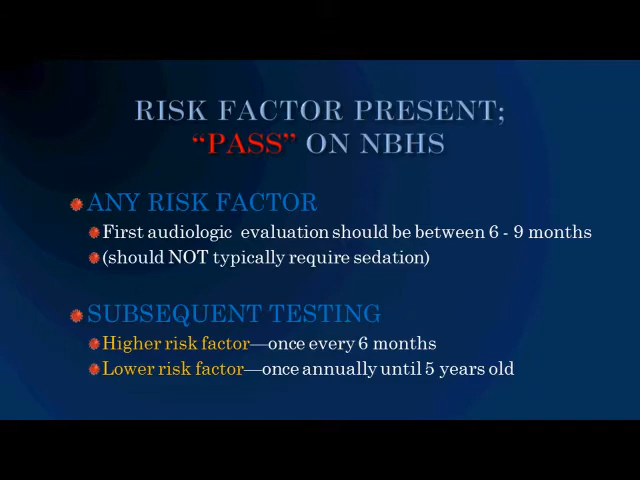 RISK FACTOR PRESENT;
“PASS” ON NBHS
ANY RISK FACTOR
First audiologic evaluation should be between 6 - 9 months
(should NOT typically require sedation)
SUBSEQUENT TESTING
Higher risk factor—once every 6 months
Lower risk factor—once annually until 5 years old